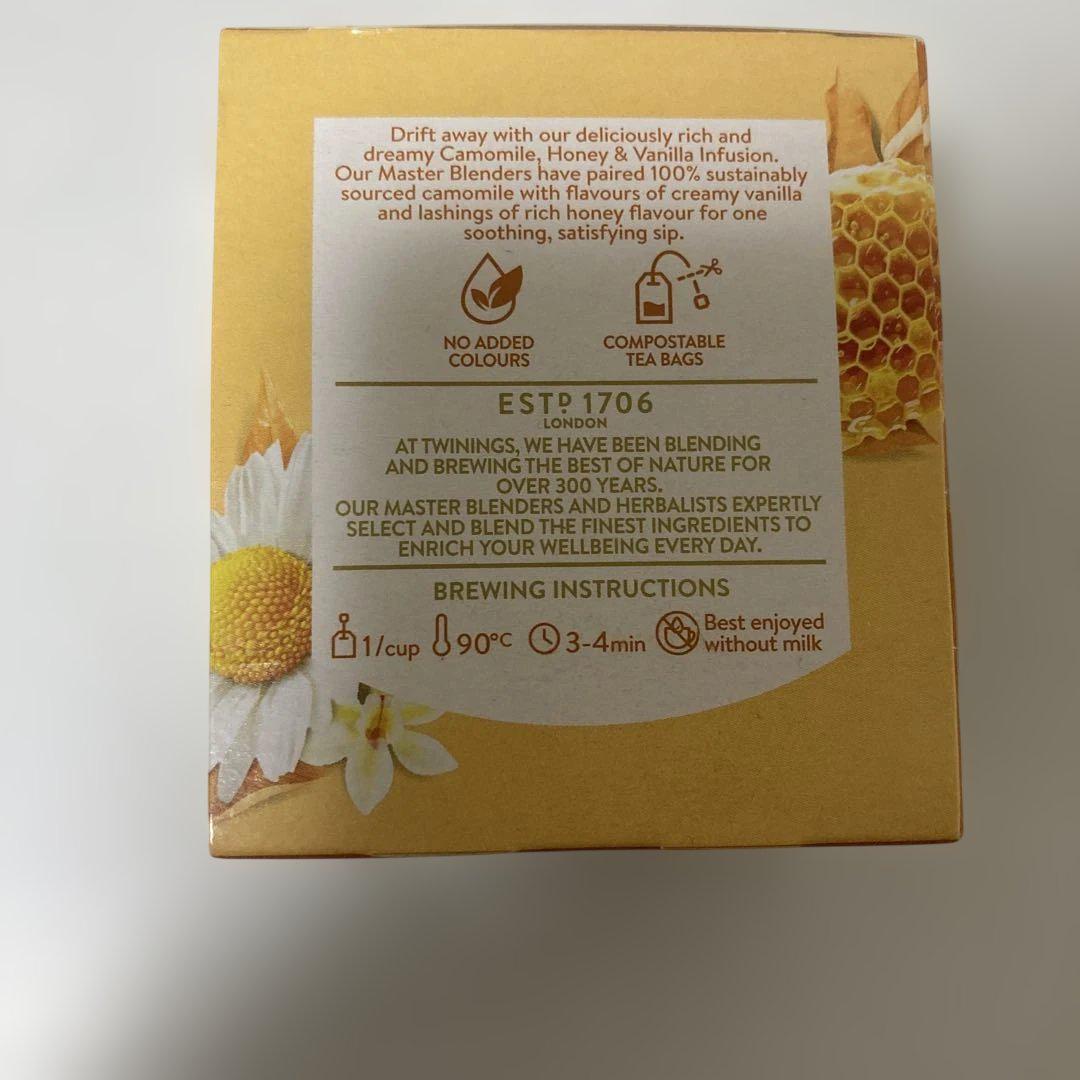 Drift away with our deliciously rich and
dreamy Camomile, Honey & Vanilla Infusion.
Our Master Blenders have paired 100% sustainably
sourced camomile with flavours of creamy vanilla
and lashings of rich honey flavour for one
soothing, satisfying sip.
NO ADDED
COLOURS
COMPOSTABLE
TEA BAGS
ESTD 1706
LONDON
AT TWININGS, WE HAVE BEEN BLENDING
AND BREWING THE BEST OF NATURE FOR
OVER 300 YEARS.
OUR MASTER BLENDERS AND HERBALISTS EXPERTLY
SELECT AND BLEND THE FINEST INGREDIENTS TO
ENRICH YOUR WELLBEING EVERY DAY.
BREWING INSTRUCTIONS
1/cup
90°C
3-4min
Best enjoyed
without milk